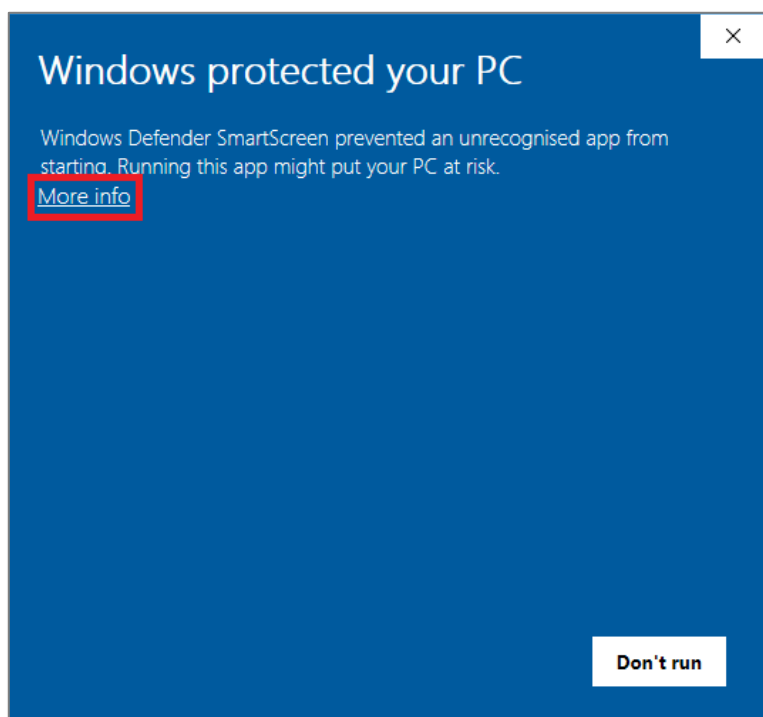 Windows protected your PC
Windows Defender SmartScreen prevented an unrecognised app from
starting. Running this app might put your PC at risk.
More info
Don't run